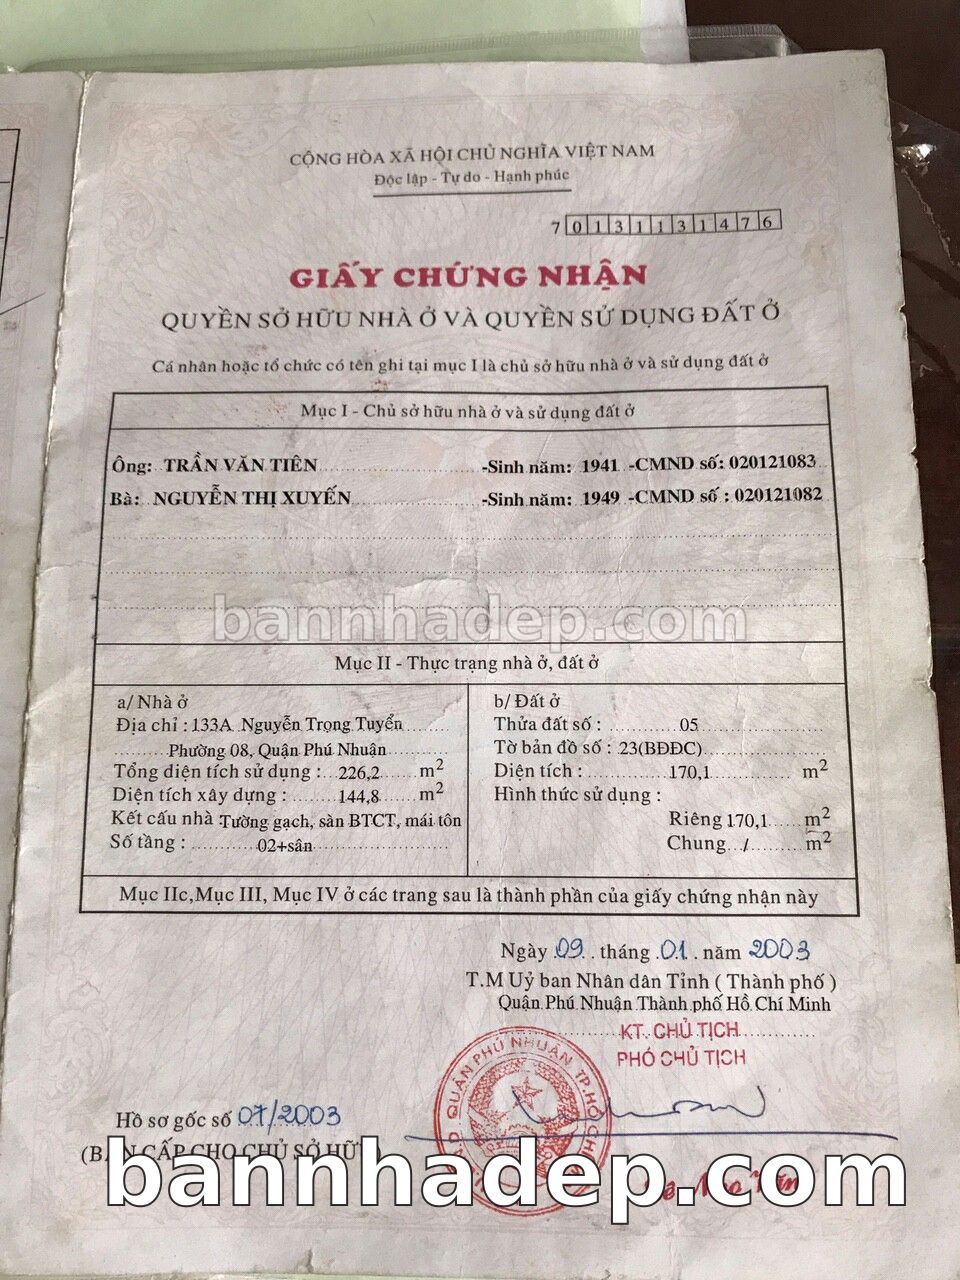 CỘNG HÒA XÃ HỘI CHỦ NGHĨA VIỆT NAM
Độc lập - Tự do - Hạnh phúc
7 0 1 3 1 1 3 1 4 7 6
GIẤY CHỨNG NHẬN
QUYỀN SỞ HỮU NHÀ Ở VÀ QUYỀN SỬ DỤNG ĐẤT Ở
Cá nhân hoặc tổ chức có tên ghi tại mục I là chủ sở hữu nhà ở và sử dụng đất ở
Mục I - Chủ sở hữu nhà ở và sử dụng đất ở
Ông: TRẦN VĂN TIÊN -Sinh năm: 1941 -CMND số: 020121083
Bà: NGUYỄN THỊ XUYẾN -Sinh năm: 1949 -CMND số : 020121082
bannhadep.com
Mục II - Thực trạng nhà ở, đất ở
a/ Nhà ở
Địa chỉ : 133A Nguyễn Trọng Tuyển
Phường 08, Quận Phú Nhuận
Tổng diện tích sử dụng : 226,2 m²
Diện tích xây dựng : 144,8 m²
Kết cấu nhà : Tường gạch, sàn BTCT, mái tôn
Số tầng : 02+sân
b/ Đất ở
Thửa đất số : 05
Tờ bản đồ số : 23(BĐĐC)
Diện tích : 170,1 m²
Hình thức sử dụng :
Riêng 170,1 m²
Chung / m²
Mục IIc,Mục III, Mục IV ở các trang sau là thành phần của giấy chứng nhận này
Ngày 09 tháng 01 năm 2003
T.M Uỷ ban Nhân dân Tỉnh ( Thành phố )
Quận Phú Nhuận Thành phố Hồ Chí Minh
KT. CHỦ TỊCH
PHÓ CHỦ TỊCH
QUẬN PHÚ NHUẬN TP.HỒ CHÍ
Hồ sơ gốc số 07/2003
CẤP CHO CHỦ SỞ
bannhadep.com